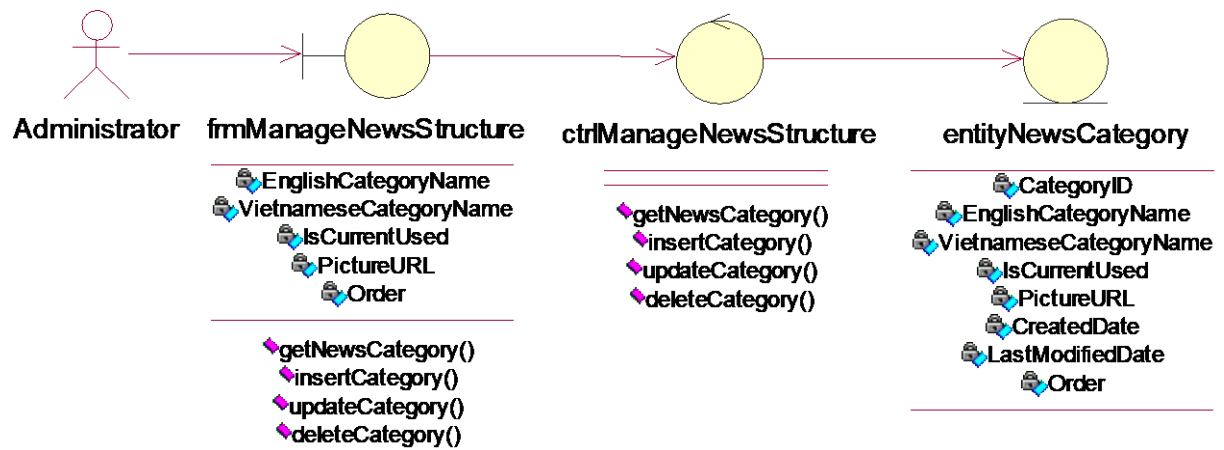 Administrator
frmManageNewsStructure
EnglishCategoryName
VietnameseCategoryName
IsCurrentUsed
PictureURL
Order
getNewsCategory()
insertCategory()
updateCategory()
deleteCategory()
ctrlManageNewsStructure
getNewsCategory()
insertCategory()
updateCategory()
deleteCategory()
entityNewsCategory
CategoryID
EnglishCategoryName
VietnameseCategoryName
IsCurrentUsed
PictureURL
CreatedDate
LastModifiedDate
Order